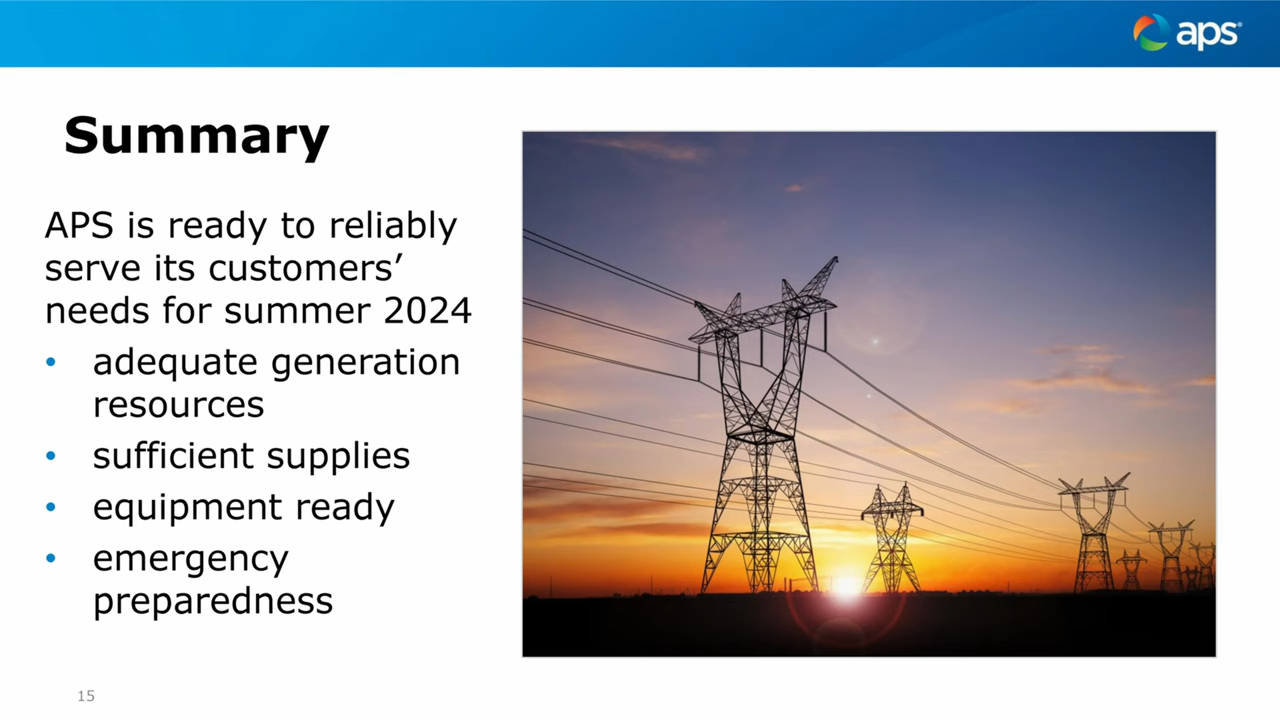 aps
Summary
APS is ready to reliably
serve its customers’
needs for summer 2024
• adequate generation
resources
• sufficient supplies
• equipment ready
• emergency
preparedness
15